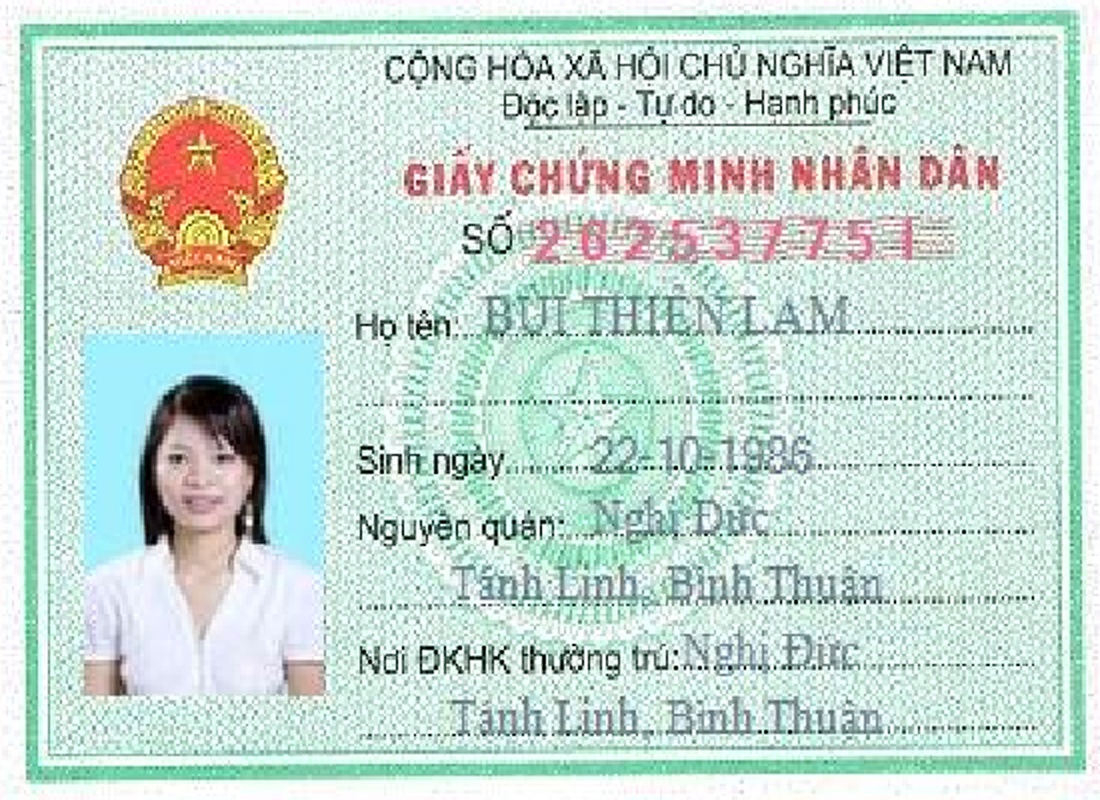 CỘNG HÒA XÃ HỘI CHỦ NGHĨA VIỆT NAM
Độc lập - Tự do - Hạnh phúc
GIẤY CHỨNG MINH NHÂN DÂN
SỐ 262537751
Họ tên: BÙI THIÊN LAM
Sinh ngày 22-10-1986
Nguyên quán: Nghị Đức
Tánh Linh, Bình Thuận
Nơi ĐKHK thường trú: Nghị Đức
Tánh Linh, Bình Thuận